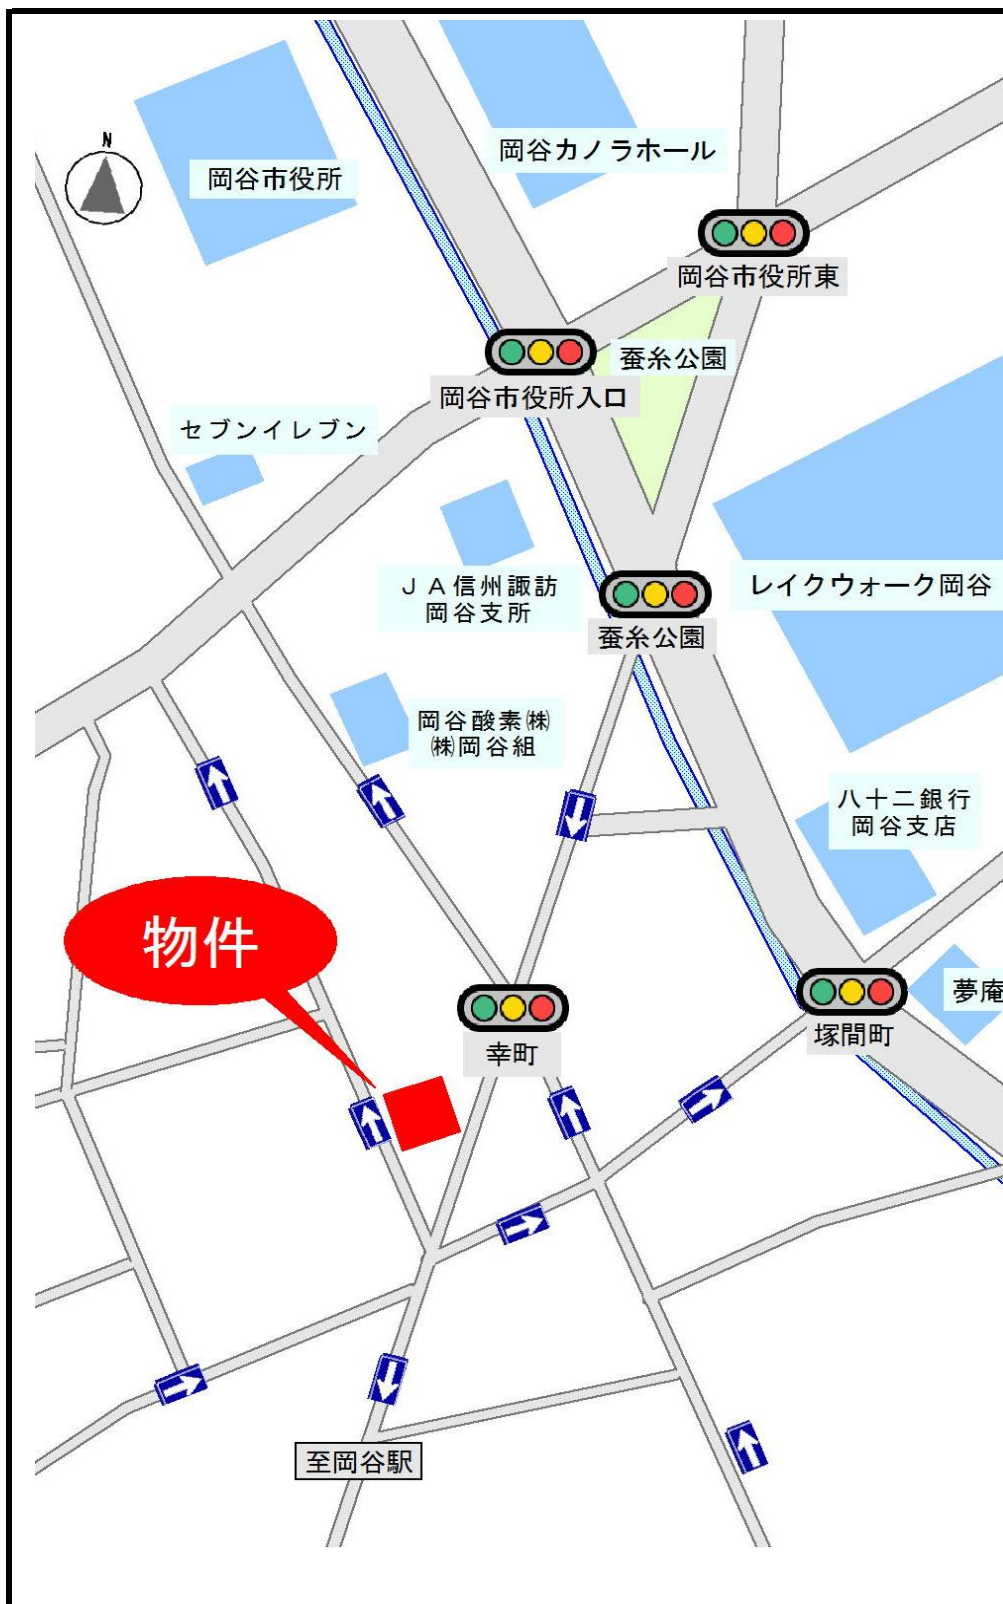 N
岡谷市役所
岡谷カノラホール
岡谷市役所東
蚕糸公園
岡谷市役所入口
セブンイレブン
JA信州諏訪
岡谷支所
蚕糸公園
レイクウォーク岡谷
岡谷酸素㈱
㈱岡谷組
八十二銀行
岡谷支店
物件
夢庵
幸町
塚間町
至岡谷駅